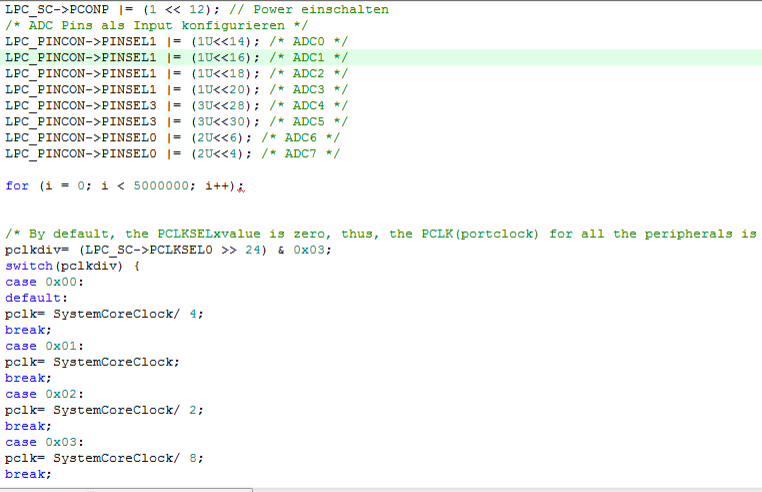 LPC_SC->PCONP |= (1 << 12); // Power einschalten
/* ADC Pins als Input konfigurieren */
LPC_PINCON->PINSEL1 |= (1U<<14); /* ADC0 */
LPC_PINCON->PINSEL1 |= (1U<<16); /* ADC1 */
LPC_PINCON->PINSEL1 |= (1U<<18); /* ADC2 */
LPC_PINCON->PINSEL1 |= (1U<<20); /* ADC3 */
LPC_PINCON->PINSEL3 |= (3U<<28); /* ADC4 */
LPC_PINCON->PINSEL3 |= (3U<<30); /* ADC5 */
LPC_PINCON->PINSEL0 |= (2U<<6); /* ADC6 */
LPC_PINCON->PINSEL0 |= (2U<<4); /* ADC7 */
for (i = 0; i < 5000000; i++);
/* By default, the PCLKSELxvalue is zero, thus, the PCLK(portclock) for all the peripherals is
pclkdiv= (LPC_SC->PCLKSEL0 >> 24) & 0x03;
switch(pclkdiv) {
case 0x00:
default:
pclk= SystemCoreClock/ 4;
break;
case 0x01:
pclk= SystemCoreClock;
break;
case 0x02:
pclk= SystemCoreClock/ 2;
break;
case 0x03:
pclk= SystemCoreClock/ 8;
break;